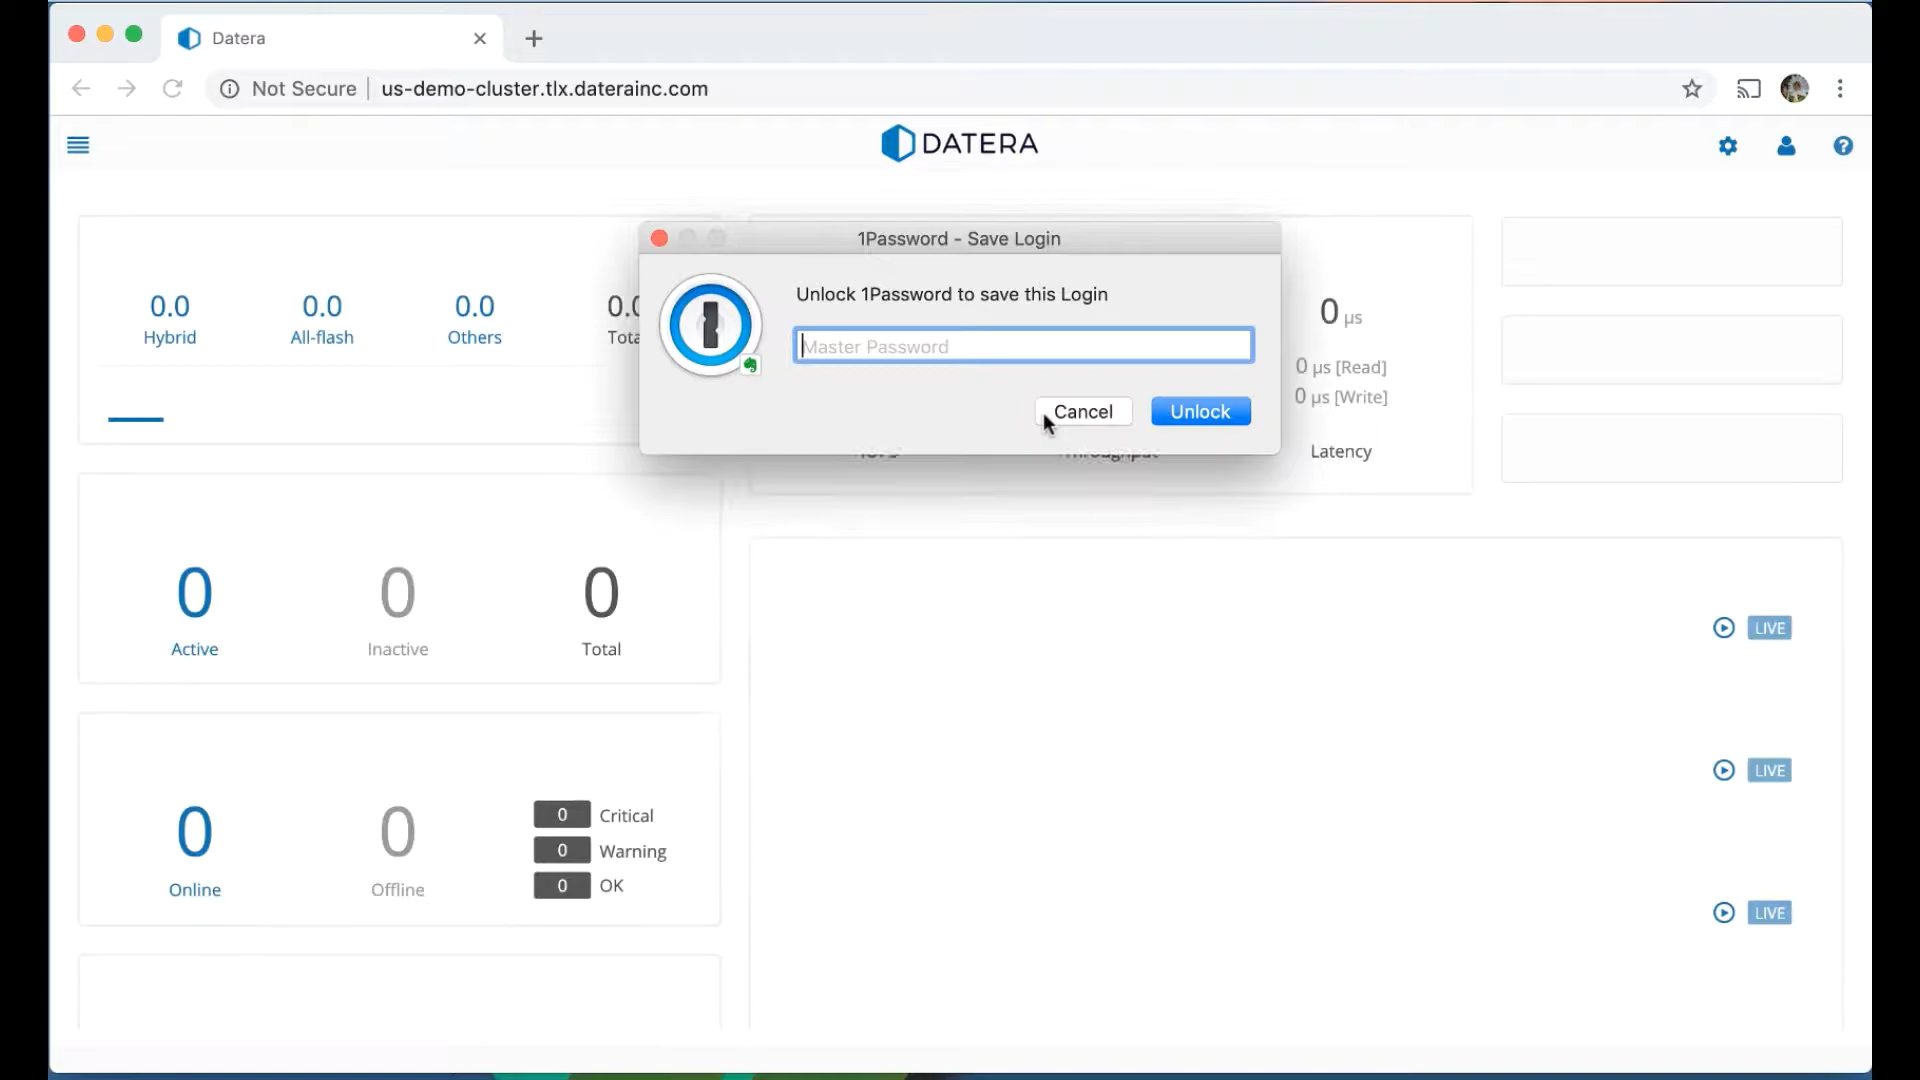 Datera
Not Secure | us-demo-cluster.tlx.daterainc.com
DATERA
1Password - Save Login
Unlock 1Password to save this Login
Master Password
Cancel Unlock
0.0 0.0 0.0
Hybrid All-flash Others
0 µs
0 µs [Read]
0 µs [Write]
Throughput Latency
0 0 0
Active Inactive Total
LIVE
LIVE
0 0
Online Offline
0 Critical
0 Warning
0 OK
LIVE